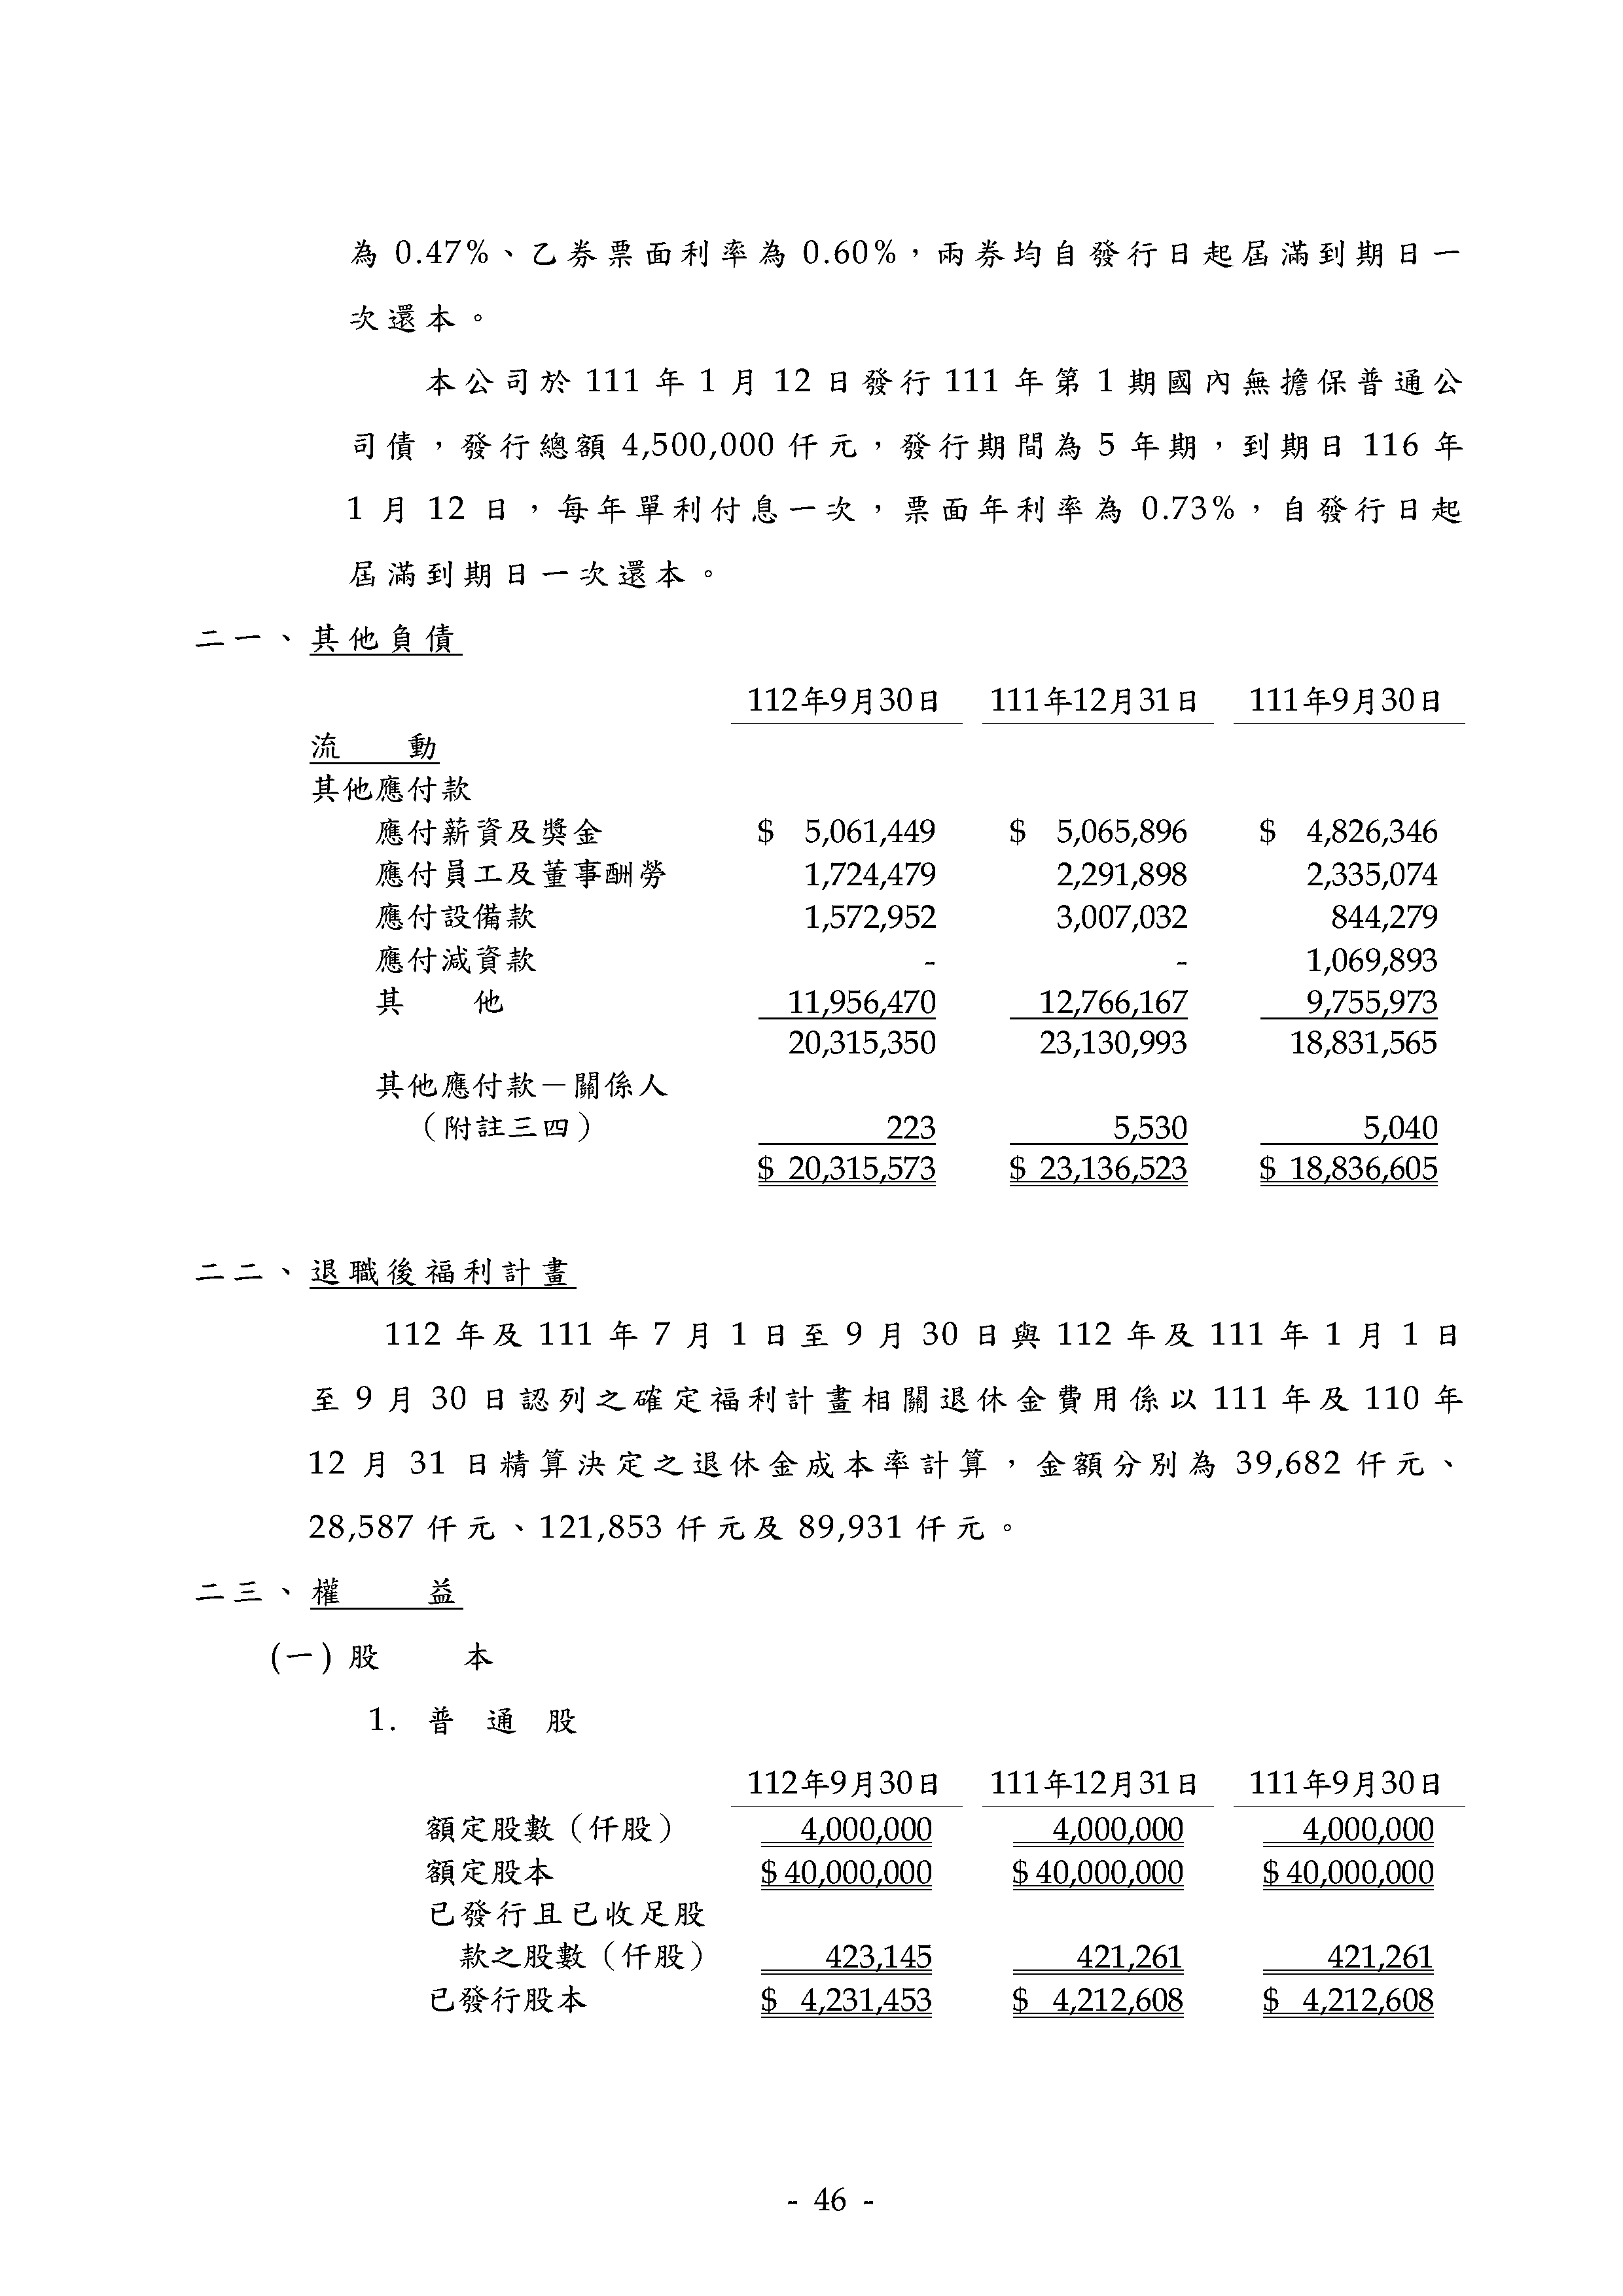 為 0.47%、乙券票面利率為 0.60%，兩券均自發行日起屆滿到期日一
次還本。
本公司於 111 年 1 月 12 日發行 111 年第 1 期國內無擔保普通公
司債，發行總額 4,500,000 仟元，發行期間為 5 年期，到期日 116 年
1 月 12 日，每年單利付息一次，票面年利率為 0.73%，自發行日起
屆滿到期日一次還本。
二一、其他負債
112年9月30日 111年12月31日 111年9月30日
流 動
其他應付款
應付薪資及獎金 $ 5,061,449 $ 5,065,896 $ 4,826,346
應付員工及董事酬勞 1,724,479 2,291,898 2,335,074
應付設備款 1,572,952 3,007,032 844,279
應付減資款 - - 1,069,893
其 他 11,956,470 12,766,167 9,755,973
20,315,350 23,130,993 18,831,565
其他應付款－關係人
（附註三四） 223 5,530 5,040
$ 20,315,573 $ 23,136,523 $ 18,836,605
二二、退職後福利計畫
112 年及 111 年 7 月 1 日至 9 月 30 日與 112 年及 111 年 1 月 1 日
至 9 月 30 日認列之確定福利計畫相關退休金費用係以 111 年及 110 年
12 月 31 日精算決定之退休金成本率計算，金額分別為 39,682 仟元、
28,587 仟元、121,853 仟元及 89,931 仟元。
二三、權 益
(一) 股 本
1. 普 通 股
112年9月30日 111年12月31日 111年9月30日
額定股數（仟股） 4,000,000 4,000,000 4,000,000
額定股本 $ 40,000,000 $ 40,000,000 $ 40,000,000
已發行且已收足股
款之股數（仟股） 423,145 421,261 421,261
已發行股本 $ 4,231,453 $ 4,212,608 $ 4,212,608
- 46 -